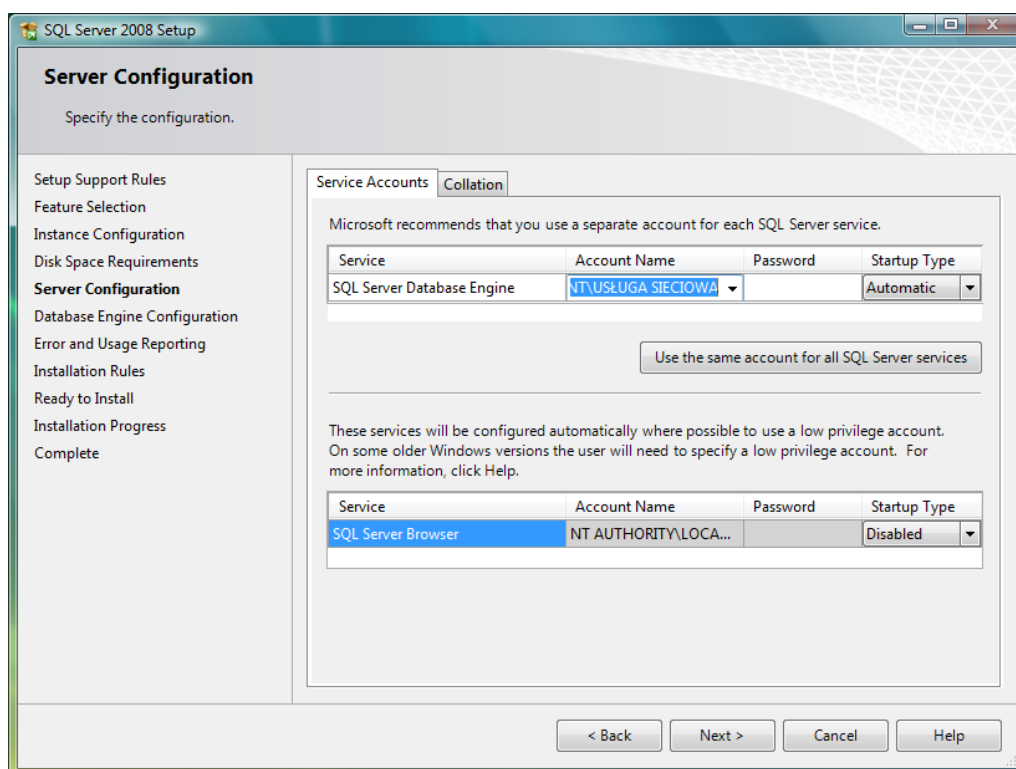 SQL Server 2008 Setup
Server Configuration
Specify the configuration.
Setup Support Rules
Feature Selection
Instance Configuration
Disk Space Requirements
Server Configuration
Database Engine Configuration
Error and Usage Reporting
Installation Rules
Ready to Install
Installation Progress
Complete
Service Accounts Collation
Microsoft recommends that you use a separate account for each SQL Server service.
Service Account Name Password Startup Type
SQL Server Database Engine NT\USŁUGA SIECIOWA Automatic
Use the same account for all SQL Server services
These services will be configured automatically where possible to use a low privilege account.
On some older Windows versions the user will need to specify a low privilege account. For
more information, click Help.
Service Account Name Password Startup Type
SQL Server Browser NT AUTHORITY\LOCA... Disabled
< Back Next > Cancel Help